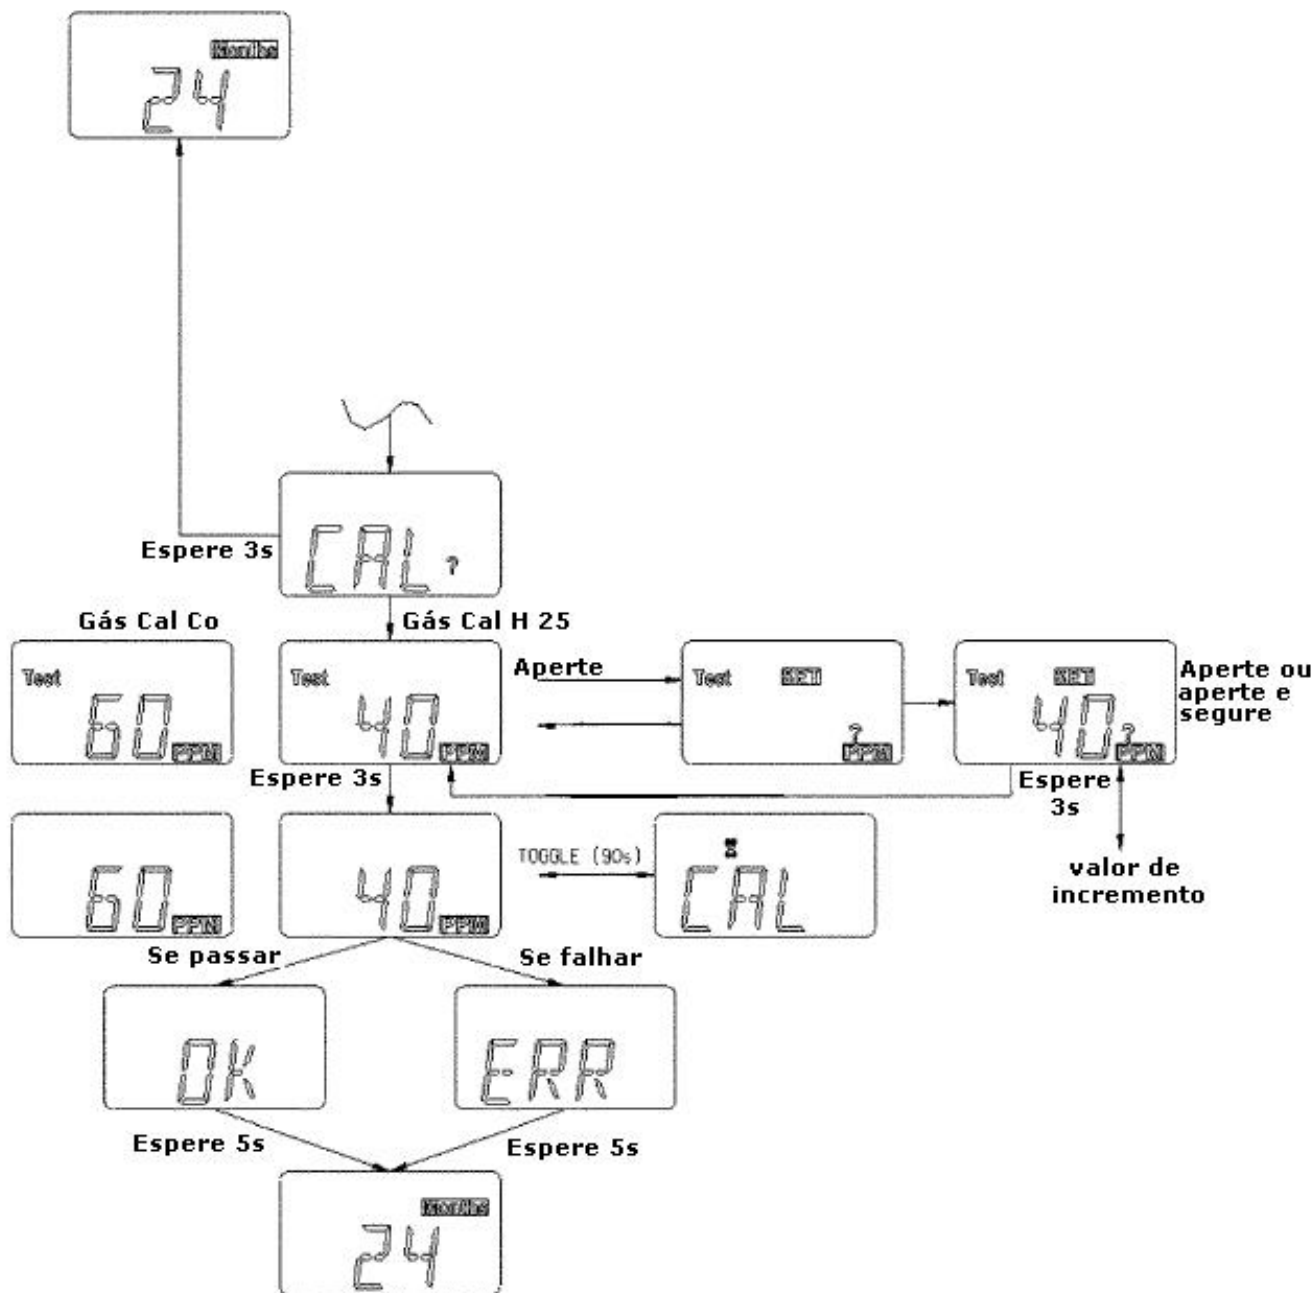 Months
24
Espere 3s
CAL ?
Gás Cal Co
Gás Cal H 25
Test
60 PPM
Test
40 PPM
Aperte
Test SET
?
PPM
Test SET
40 ?
PPM
Aperte ou
aperte e
segure
Espere 3s
Espere
3s
valor de
incremento
60 PPM
40 PPM
TOGGLE (90s)
CAL
Se passar
Se falhar
OK
ERR
Espere 5s
Espere 5s
Months
24